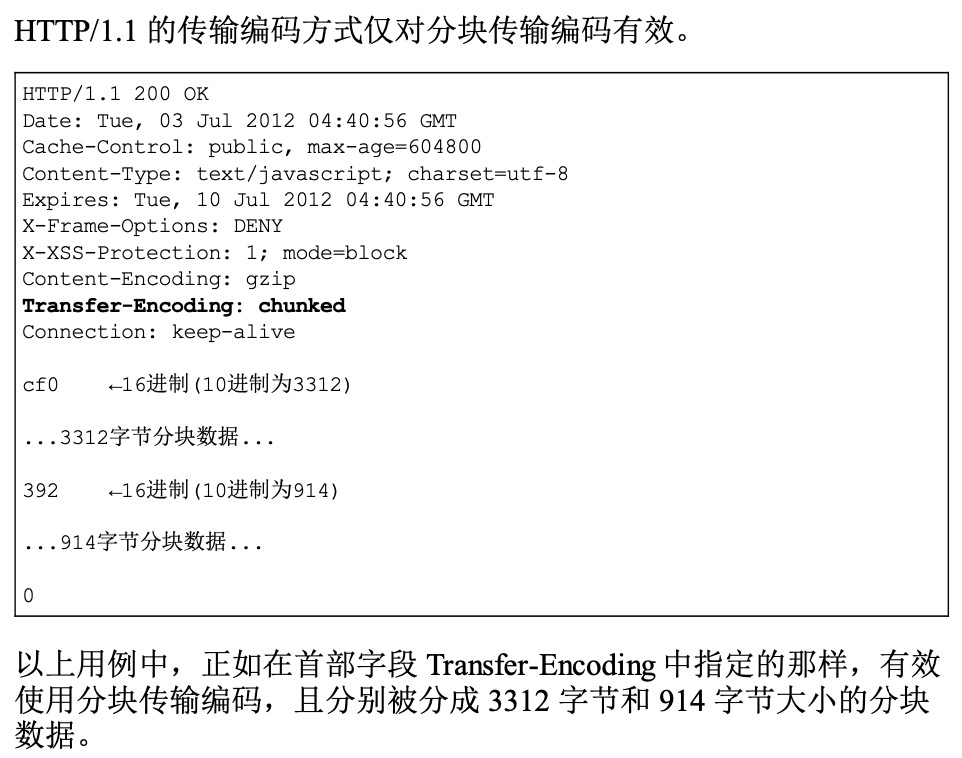 HTTP/1.1 的传输编码方式仅对分块传输编码有效。
HTTP/1.1 200 OK
Date: Tue, 03 Jul 2012 04:40:56 GMT
Cache-Control: public, max-age=604800
Content-Type: text/javascript; charset=utf-8
Expires: Tue, 10 Jul 2012 04:40:56 GMT
X-Frame-Options: DENY
X-XSS-Protection: 1; mode=block
Content-Encoding: gzip
Transfer-Encoding: chunked
Connection: keep-alive
cf0 ←16进制(10进制为3312)
...3312字节分块数据...
392 ←16进制(10进制为914)
...914字节分块数据...
0
以上用例中，正如在首部字段 Transfer-Encoding 中指定的那样，有效
使用分块传输编码，且分别被分成 3312 字节和 914 字节大小的分块
数据。